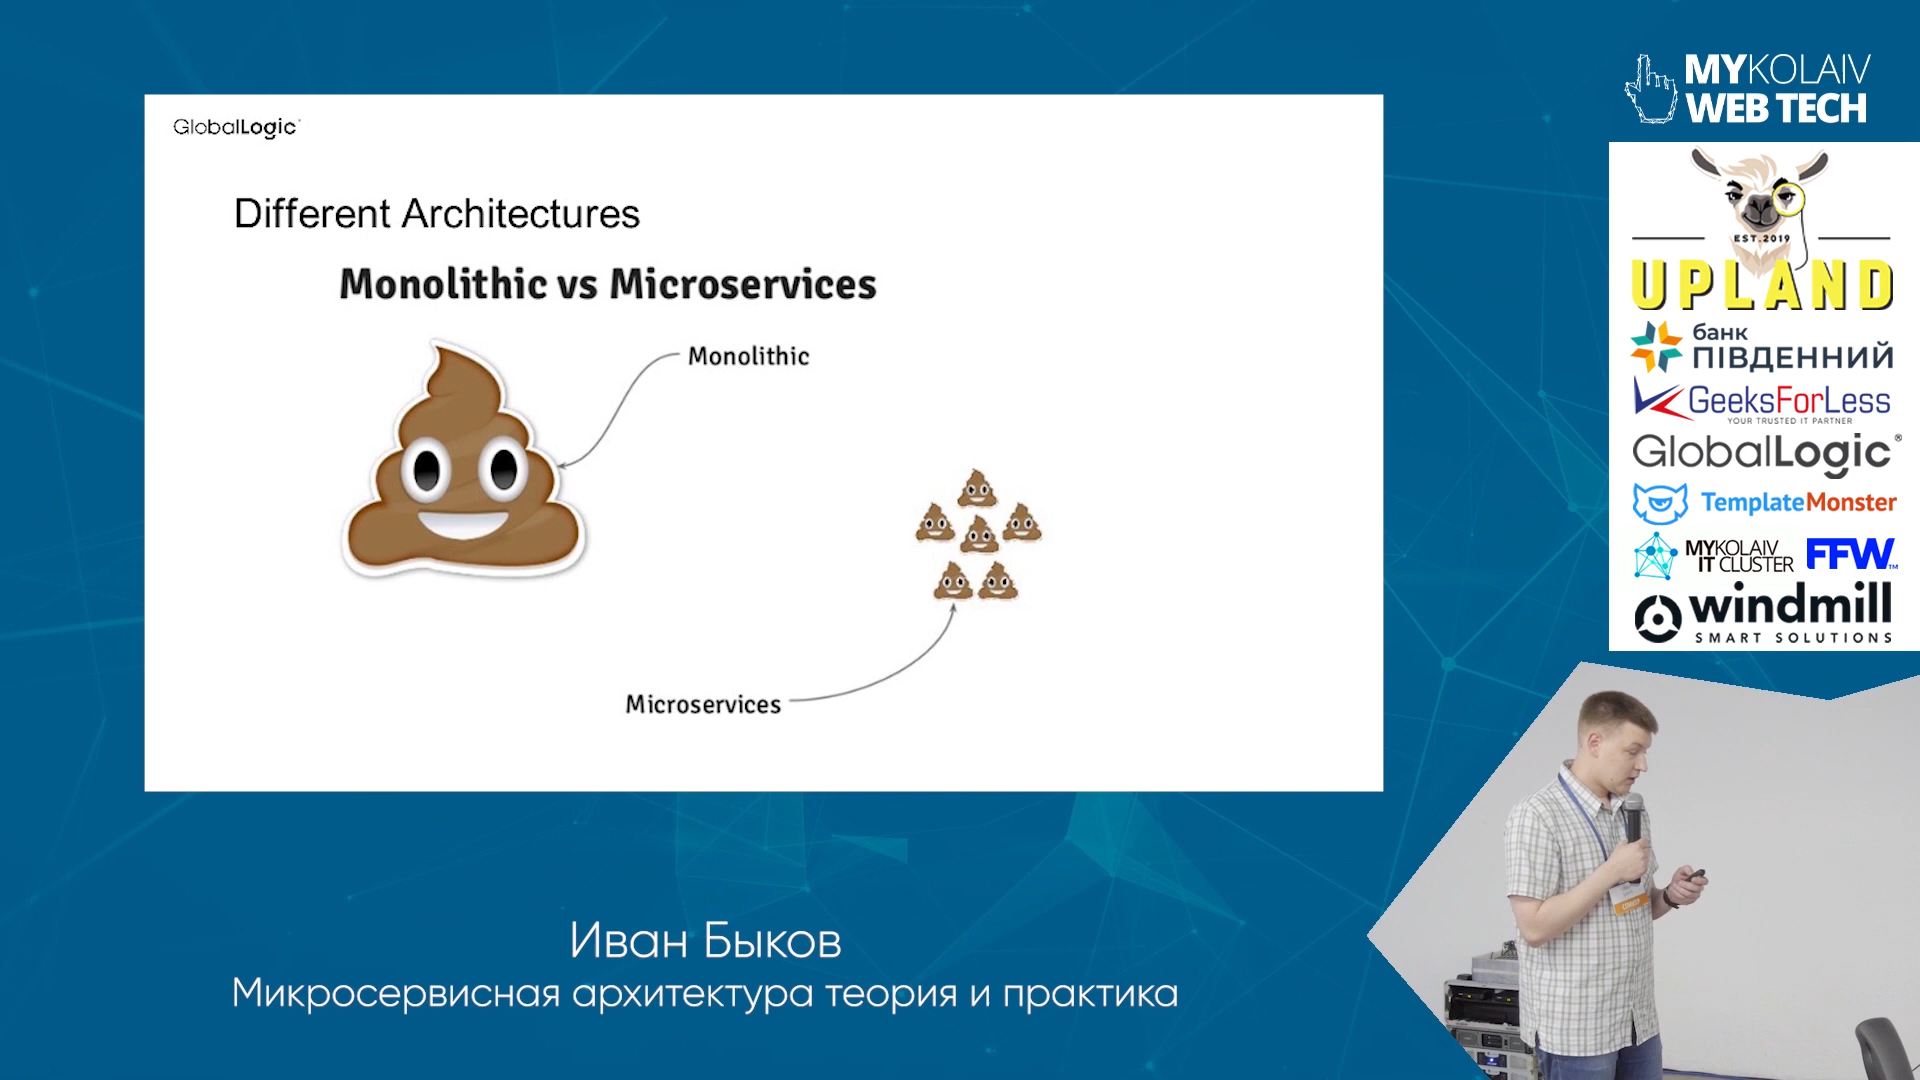 GlobalLogic
Different Architectures
Monolithic vs Microservices
Monolithic
Microservices
Иван Быков
Микросервисная архитектура теория и практика
MYKOLAIV
WEB TECH
EST.2019
UPLAND
банк
ПІВДЕННИЙ
GeeksForLess
YOUR TRUSTED IT PARTNER
GlobalLogic®
TemplateMonster
MYKOLAIV
IT CLUSTER
FFW™
windmill
SMART SOLUTIONS